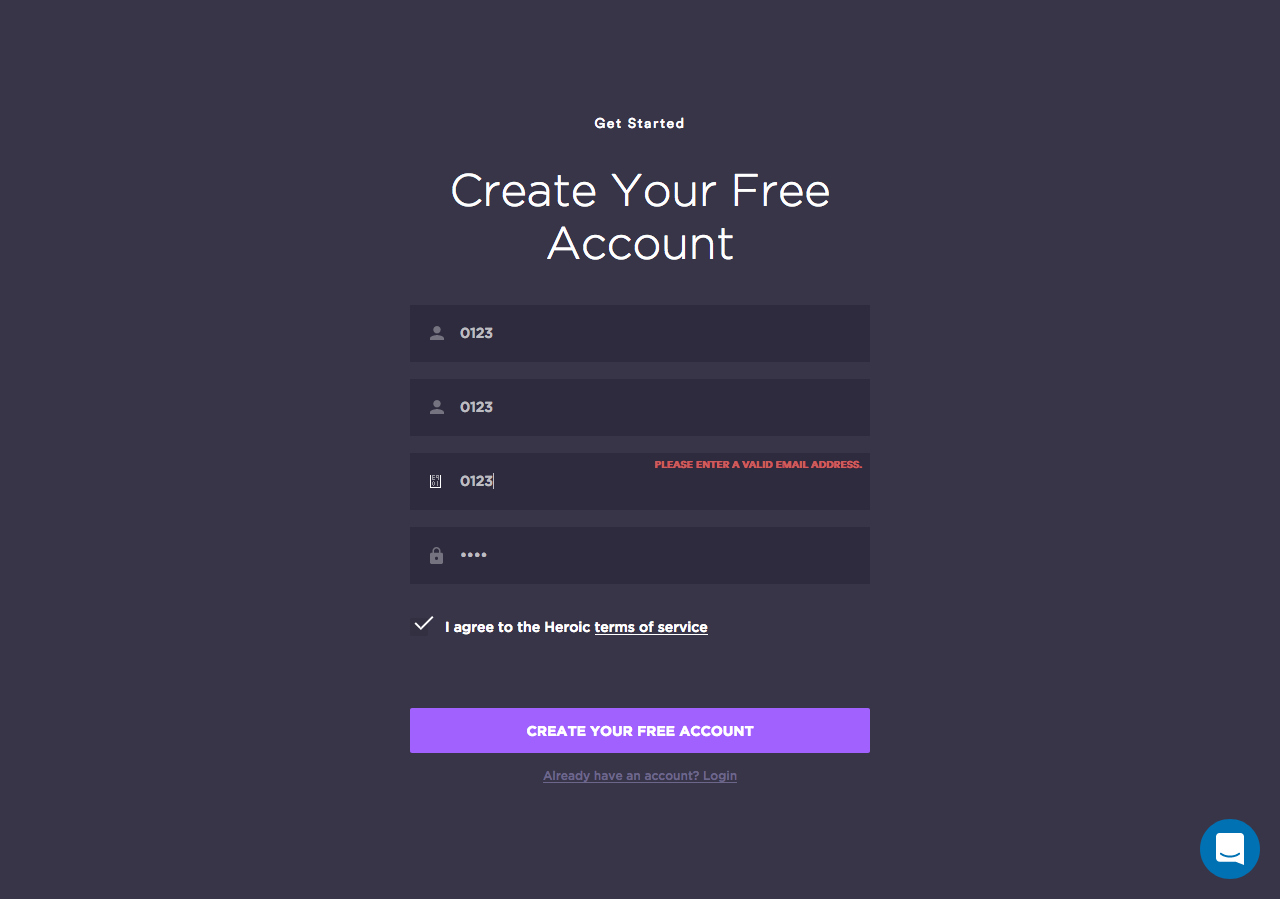 Get Started
Create Your Free
Account
0123
0123
PLEASE ENTER A VALID EMAIL ADDRESS.
0123
••••
I agree to the Heroic terms of service
CREATE YOUR FREE ACCOUNT
Already have an account? Login